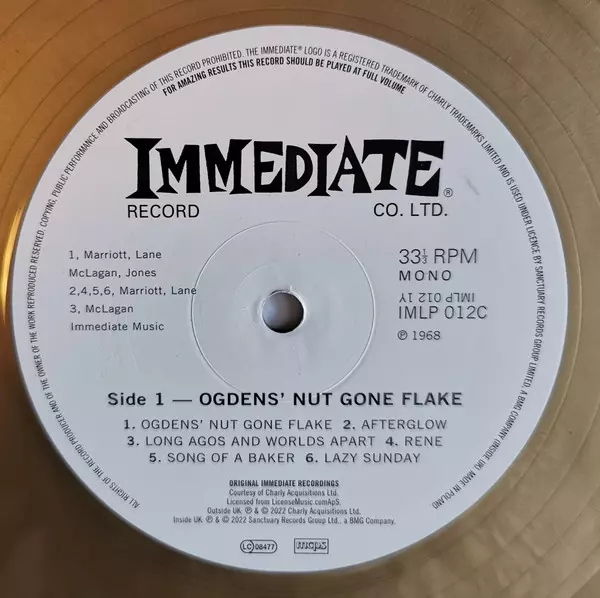 ALL RIGHTS OF THE RECORD PRODUCER AND OF THE OWNER OF THE WORK REPRODUCED RESERVED. COPYING, PUBLIC PERFORMANCE AND BROADCASTING OF THIS RECORD PROHIBITED. THE IMMEDIATE® LOGO IS A REGISTERED TRADEMARK OF CHARLY TRADEMARKS LIMITED AND IS USED UNDER LICENCE BY SANCTUARY RECORDS GROUP LIMITED, A BMG COMPANY (INSIDE UK). MADE IN POLAND
FOR AMAZING RESULTS THIS RECORD SHOULD BE PLAYED AT FULL VOLUME
IMMEDIATE®
RECORD CO. LTD.
1, Marriott, Lane
McLagan, Jones
2,4,5,6, Marriott, Lane
3, McLagan
Immediate Music
33⅓ RPM
MONO
IMLP 012 1Y
IMLP 012C
℗ 1968
Side 1 — OGDENS' NUT GONE FLAKE
1. OGDENS' NUT GONE FLAKE 2. AFTERGLOW
3. LONG AGOS AND WORLDS APART 4. RENE
5. SONG OF A BAKER 6. LAZY SUNDAY
ORIGINAL IMMEDIATE RECORDINGS
Courtesy of Charly Acquisitions Ltd.
Licensed from LicenseMusic.comApS.
Outside UK ℗ & © 2022 Charly Acquisitions Ltd.
Inside UK ℗ & © 2022 Sanctuary Records Group Ltd., a BMG Company.
LC 08477
mcps